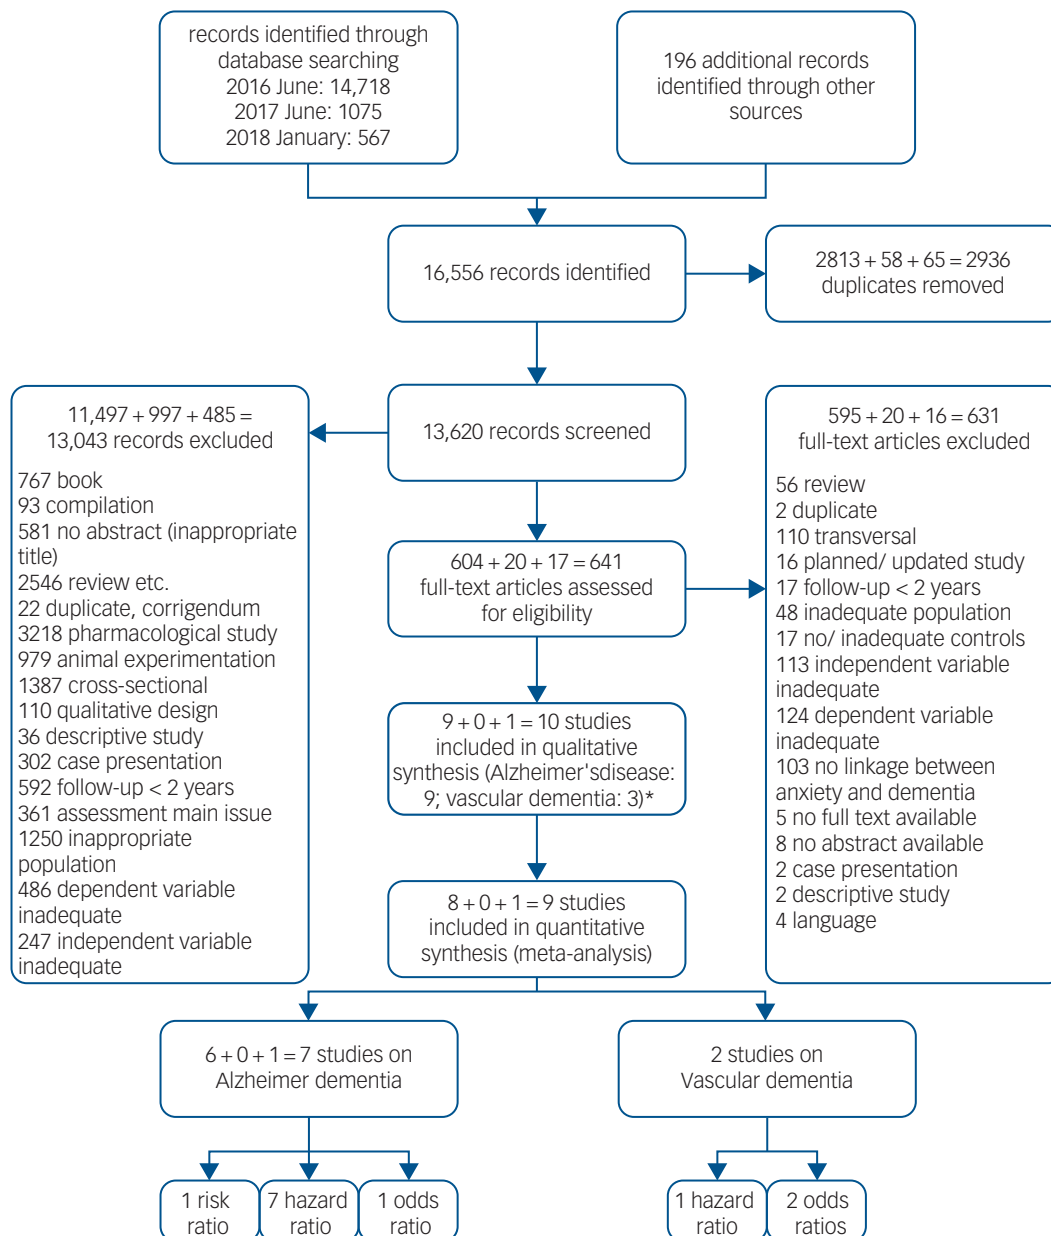 records identified through
database searching
2016 June: 14,718
2017 June: 1075
2018 January: 567
196 additional records
identified through other
sources
16,556 records identified
2813 + 58 + 65 = 2936
duplicates removed
11,497 + 997 + 485 =
13,043 records excluded
767 book
93 compilation
581 no abstract (inappropriate
title)
2546 review etc.
22 duplicate, corrigendum
3218 pharmacological study
979 animal experimentation
1387 cross-sectional
110 qualitative design
36 descriptive study
302 case presentation
592 follow-up < 2 years
361 assessment main issue
1250 inappropriate
population
486 dependent variable
inadequate
247 independent variable
inadequate
13,620 records screened
595 + 20 + 16 = 631
full-text articles excluded
56 review
2 duplicate
110 transversal
16 planned/ updated study
17 follow-up < 2 years
48 inadequate population
17 no/ inadequate controls
113 independent variable
inadequate
124 dependent variable
inadequate
103 no linkage between
anxiety and dementia
5 no full text available
8 no abstract available
2 case presentation
2 descriptive study
4 language
604 + 20 + 17 = 641
full-text articles assessed
for eligibility
9 + 0 + 1 = 10 studies
included in qualitative
synthesis (Alzheimer'sdisease:
9; vascular dementia: 3)*
8 + 0 + 1 = 9 studies
included in quantitative
synthesis (meta-analysis)
6 + 0 + 1 = 7 studies on
Alzheimer dementia
2 studies on
Vascular dementia
1 risk
ratio
7 hazard
ratio
1 odds
ratio
1 hazard
ratio
2 odds
ratios